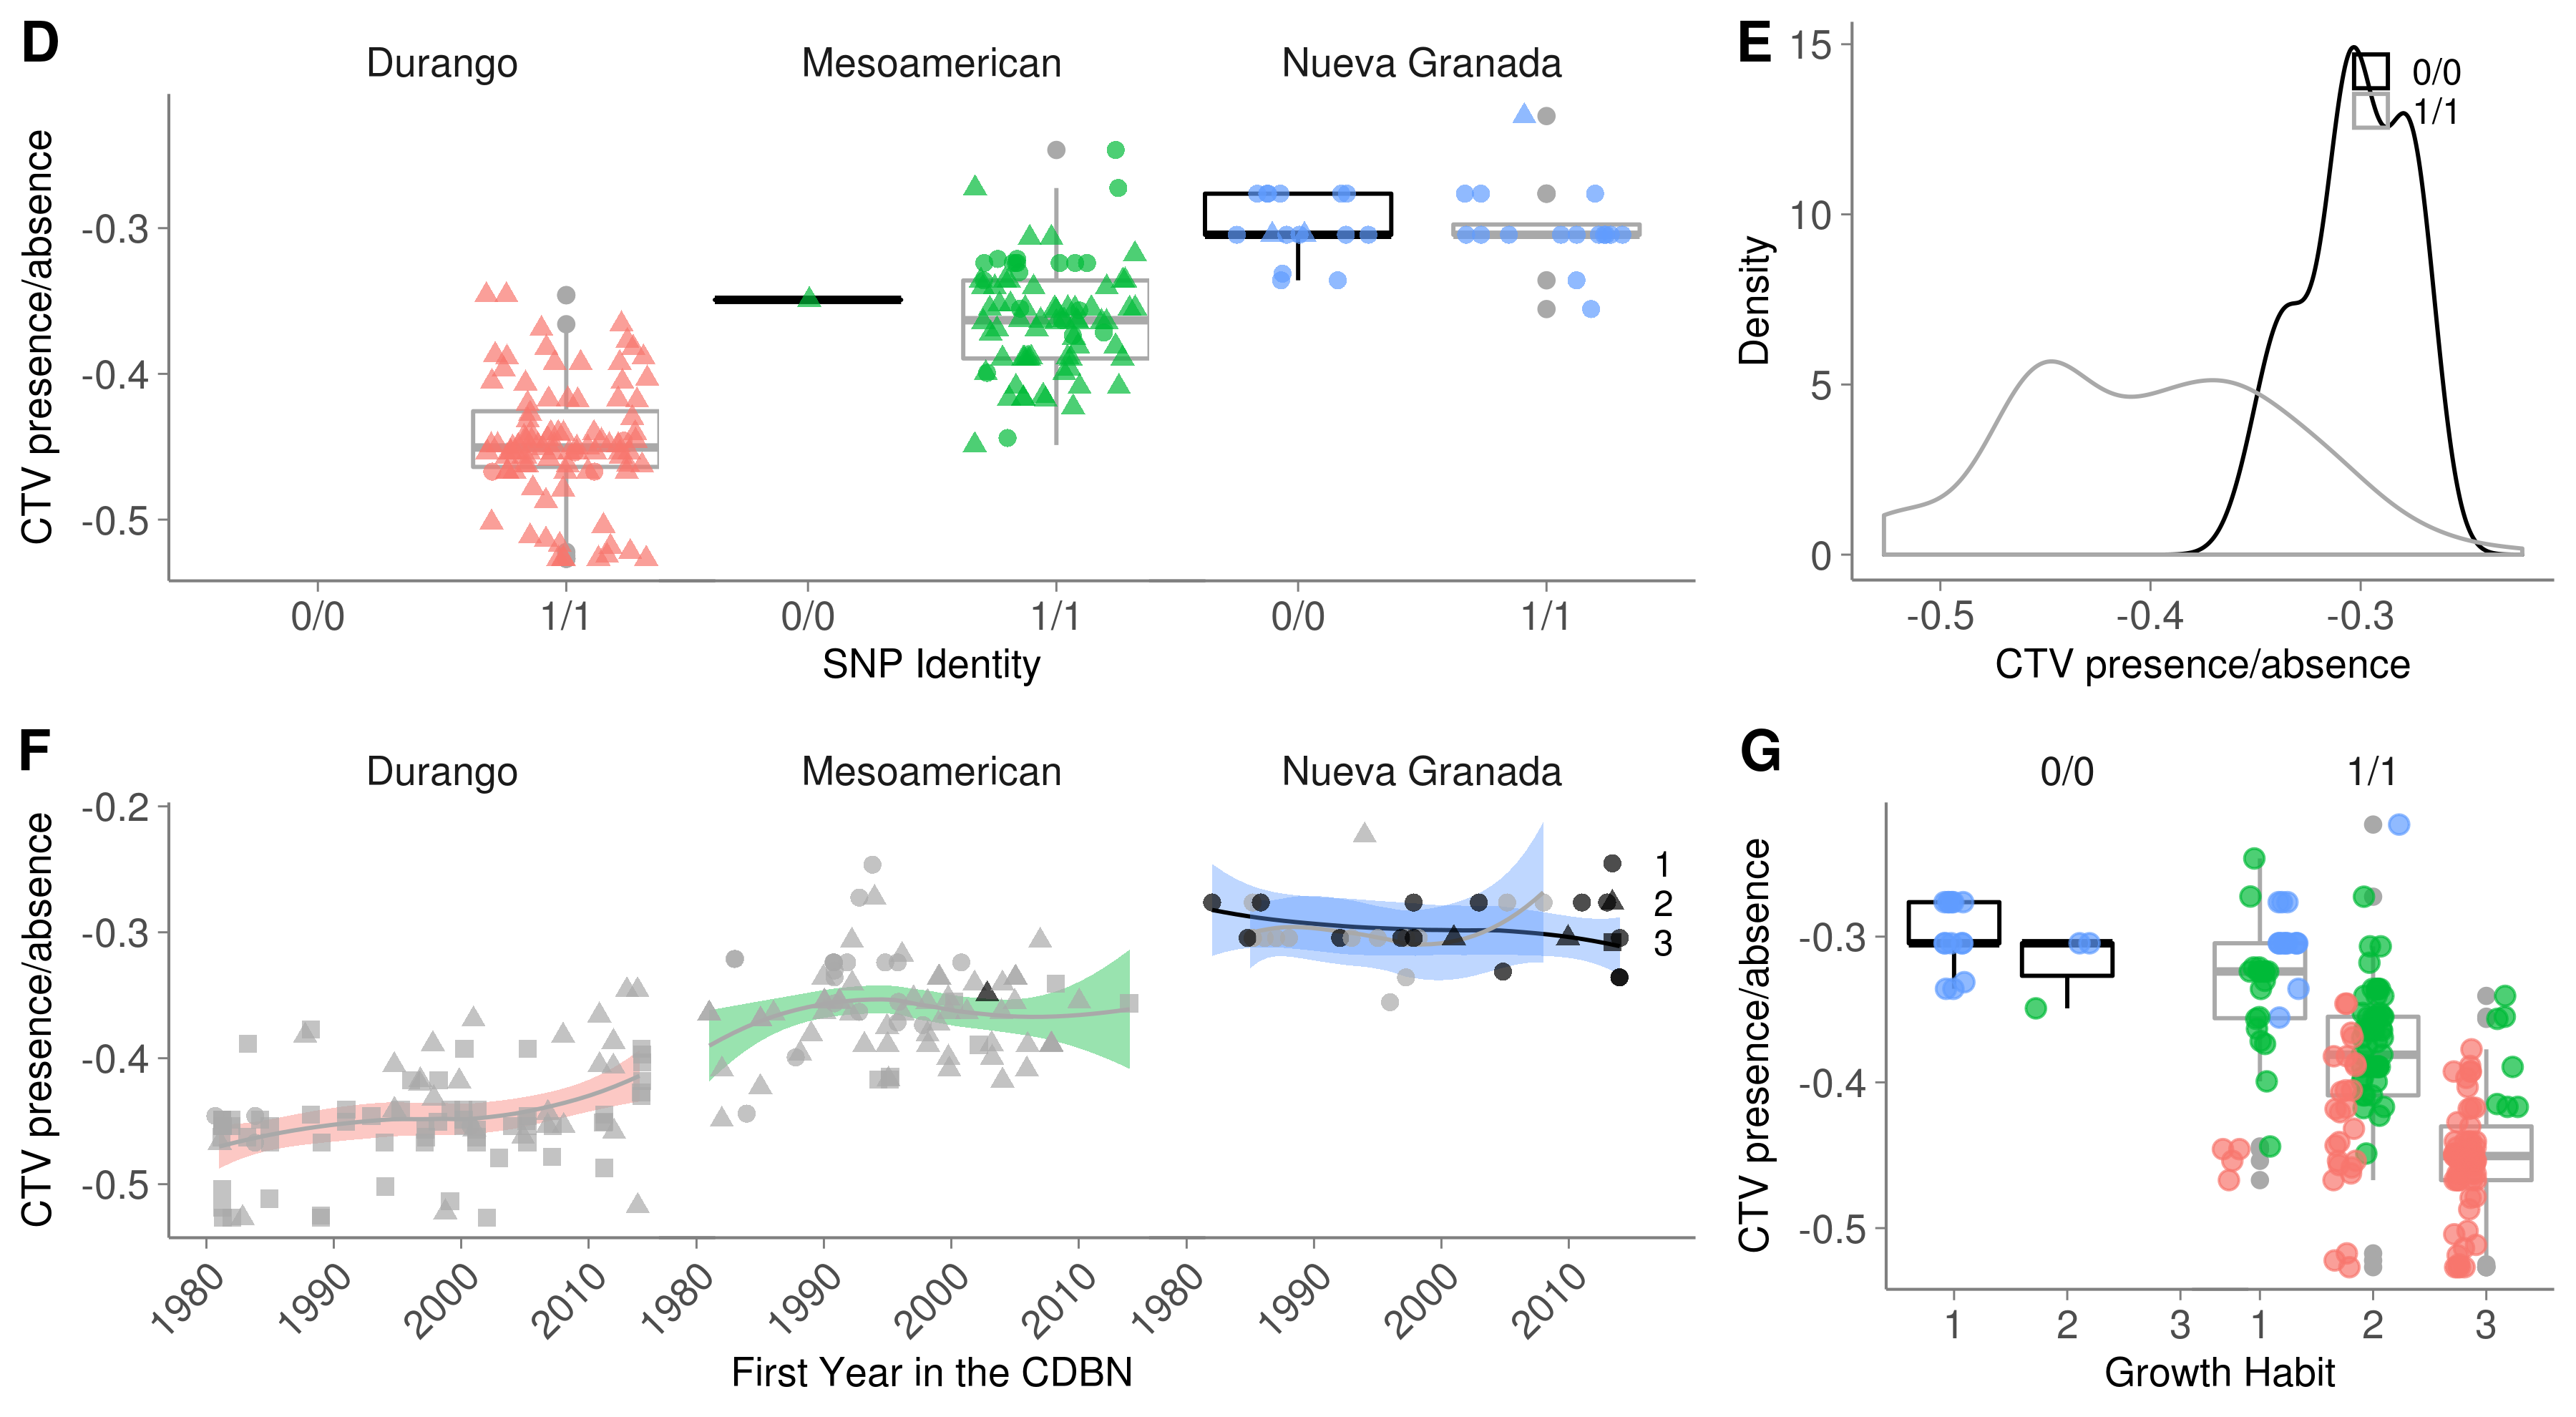 D
Durango Mesoamerican Nueva Granada
CTV presence/absence
-0.3
-0.4
-0.5
0/0 1/1 0/0 1/1 0/0 1/1
SNP Identity
E
15
10
5
0
Density
0/0
1/1
-0.5 -0.4 -0.3
CTV presence/absence
F
Durango Mesoamerican Nueva Granada
CTV presence/absence
-0.2
-0.3
-0.4
-0.5
1
2
3
1980 1990 2000 2010 1980 1990 2000 2010 1980 1990 2000 2010
First Year in the CDBN
G
0/0 1/1
CTV presence/absence
-0.3
-0.4
-0.5
1 2 3 1 2 3
Growth Habit